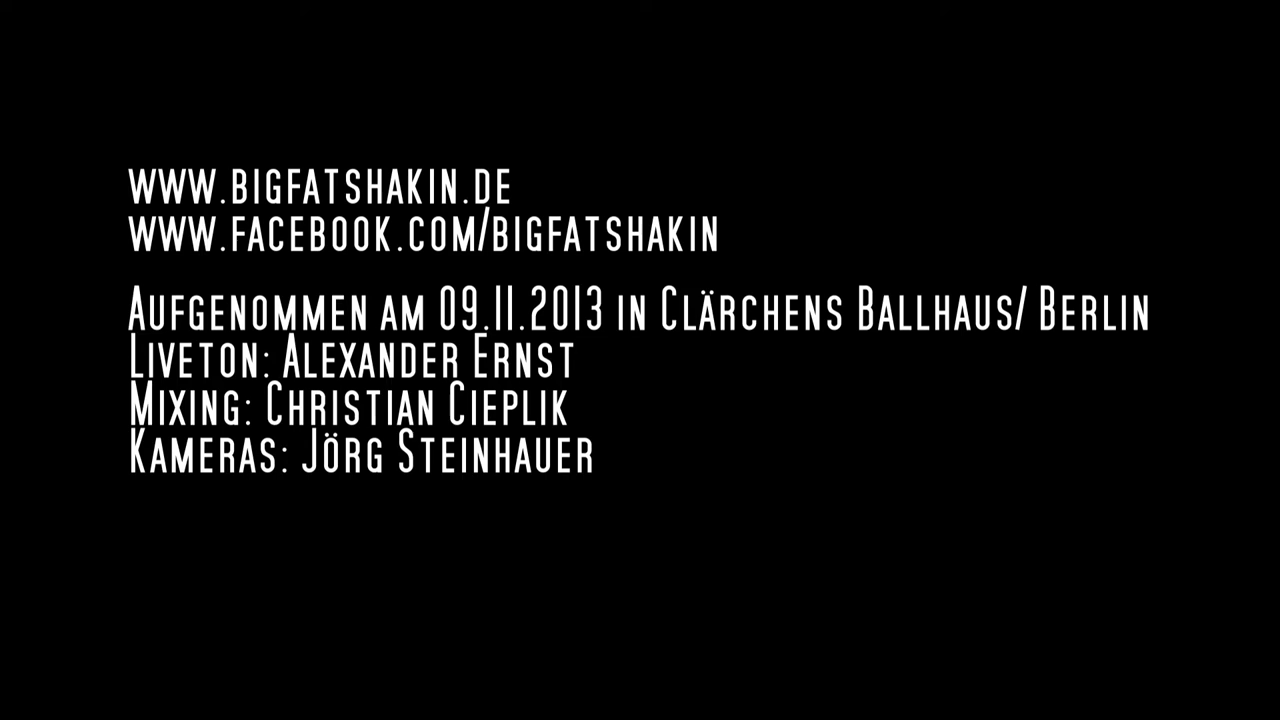 www.bigfatshakin.de
www.facebook.com/bigfatshakin
Aufgenommen am 09.11.2013 in Clärchens Ballhaus/ Berlin
Liveton: Alexander Ernst
Mixing: Christian Cieplik
Kameras: Jörg Steinhauer